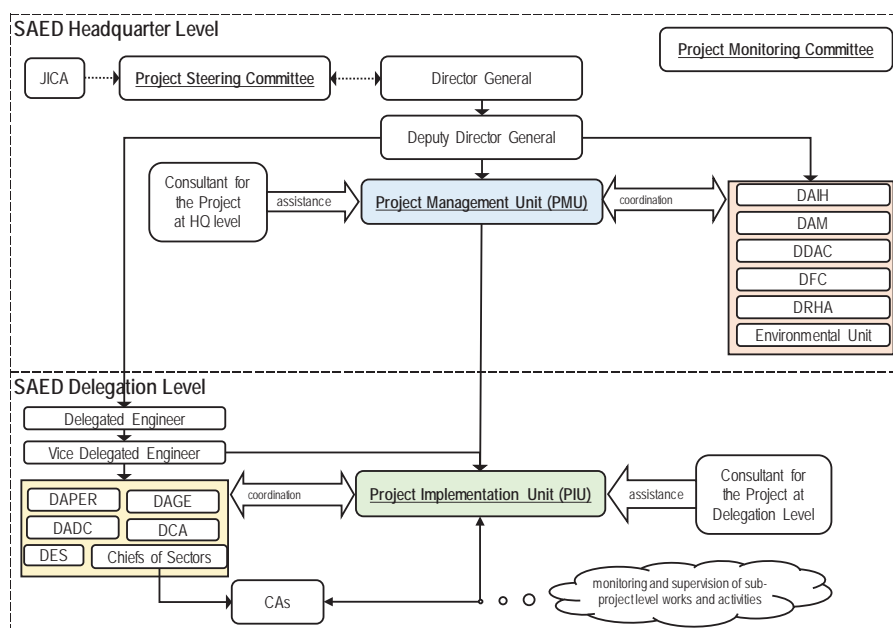 SAED Headquarter Level
Project Monitoring Committee
JICA
Project Steering Committee
Director General
Deputy Director General
Consultant for
the Project
at HQ level
assistance
Project Management Unit (PMU)
coordination
DAIH
DAM
DDAC
DFC
DRHA
Environmental Unit
SAED Delegation Level
Delegated Engineer
Vice Delegated Engineer
DAPER
DAGE
DADC
DCA
DES
Chiefs of Sectors
coordination
Project Implementation Unit (PIU)
assistance
Consultant for
the Project at
Delegation Level
CAs
monitoring and supervision of sub-
project level works and activities